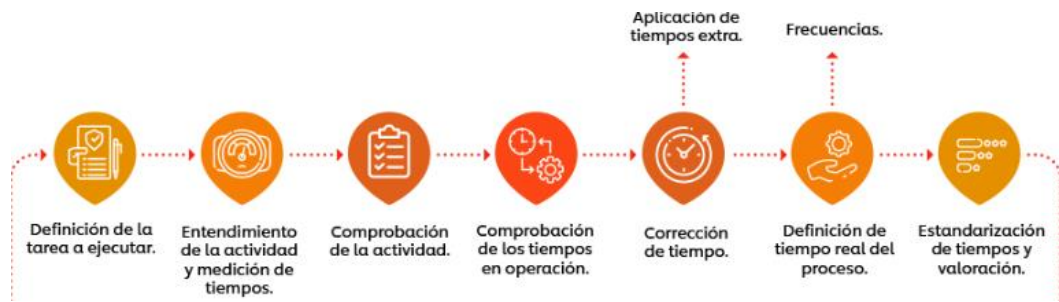 Aplicación de
tiempos extra.
Frecuencias.
Definición de la
tarea a ejecutar.
Entendimiento
de la actividad
y medición de
tiempos.
Comprobación
de la actividad.
Comprobación
de los tiempos
en operación.
Corrección
de tiempo.
Definición de
tiempo real del
proceso.
Estandarización
de tiempos y
valoración.